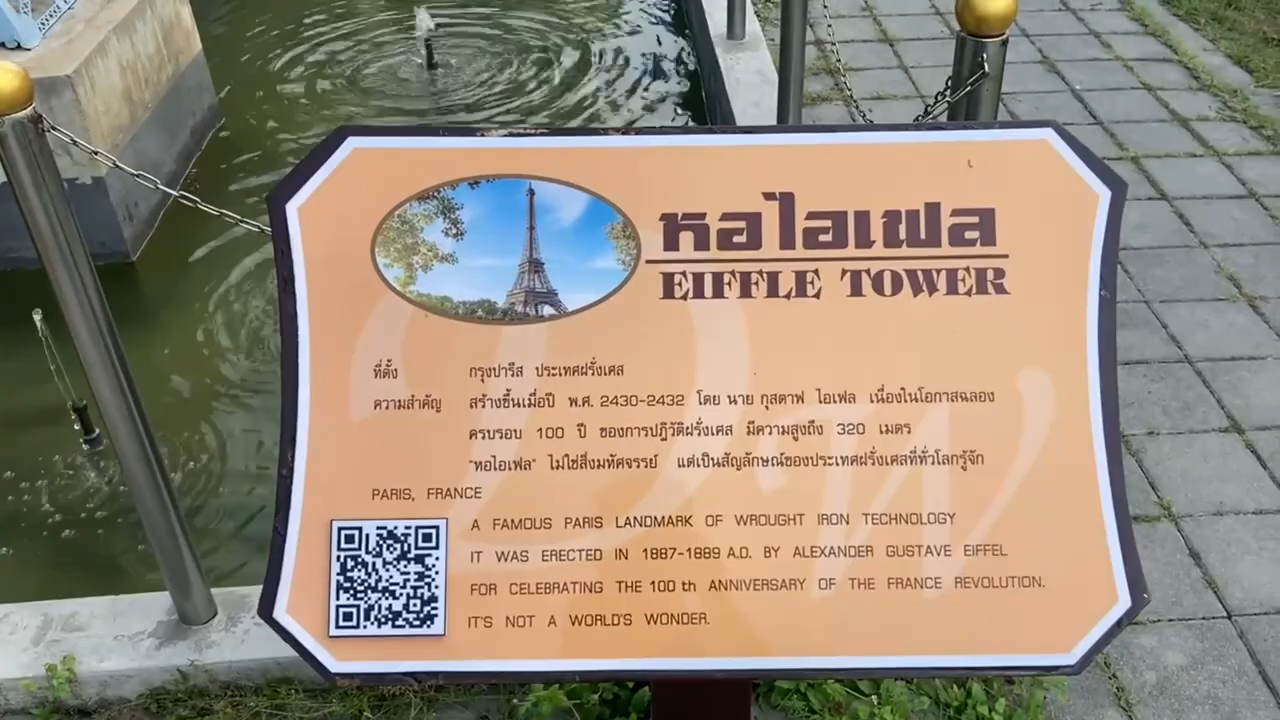 หอไอเฟล
EIFFLE TOWER
ที่ตั้ง กรุงปารีส ประเทศฝรั่งเศส
ความสำคัญ สร้างขึ้นเมื่อปี พ.ศ. 2430-2432 โดย นาย กุสตาฟ ไอเฟล เนื่องในโอกาสฉลอง
ครบรอบ 100 ปี ของการปฏิวัติฝรั่งเศส มีความสูงถึง 320 เมตร
"หอไอเฟล" ไม่ใช่สิ่งมหัศจรรย์ แต่เป็นสัญลักษณ์ของประเทศฝรั่งเศสที่ทั่วโลกรู้จัก
PARIS, FRANCE
A FAMOUS PARIS LANDMARK OF WROUGHT IRON TECHNOLOGY
IT WAS ERECTED IN 1887-1889 A.D. BY ALEXANDER GUSTAVE EIFFEL
FOR CELEBRATING THE 100 th ANNIVERSARY OF THE FRANCE REVOLUTION.
IT'S NOT A WORLD'S WONDER.